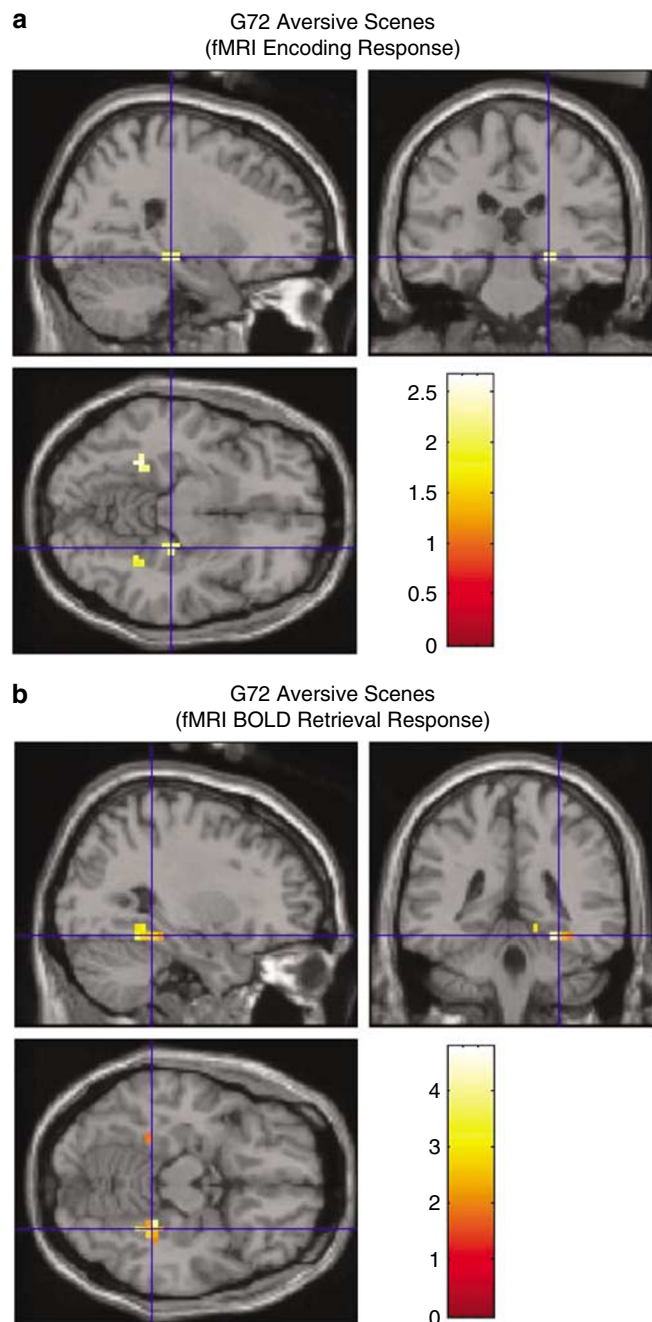 a
G72 Aversive Scenes
(fMRI Encoding Response)
2.5
2
1.5
1
0.5
0
b
G72 Aversive Scenes
(fMRI BOLD Retrieval Response)
4
3
2
1
0